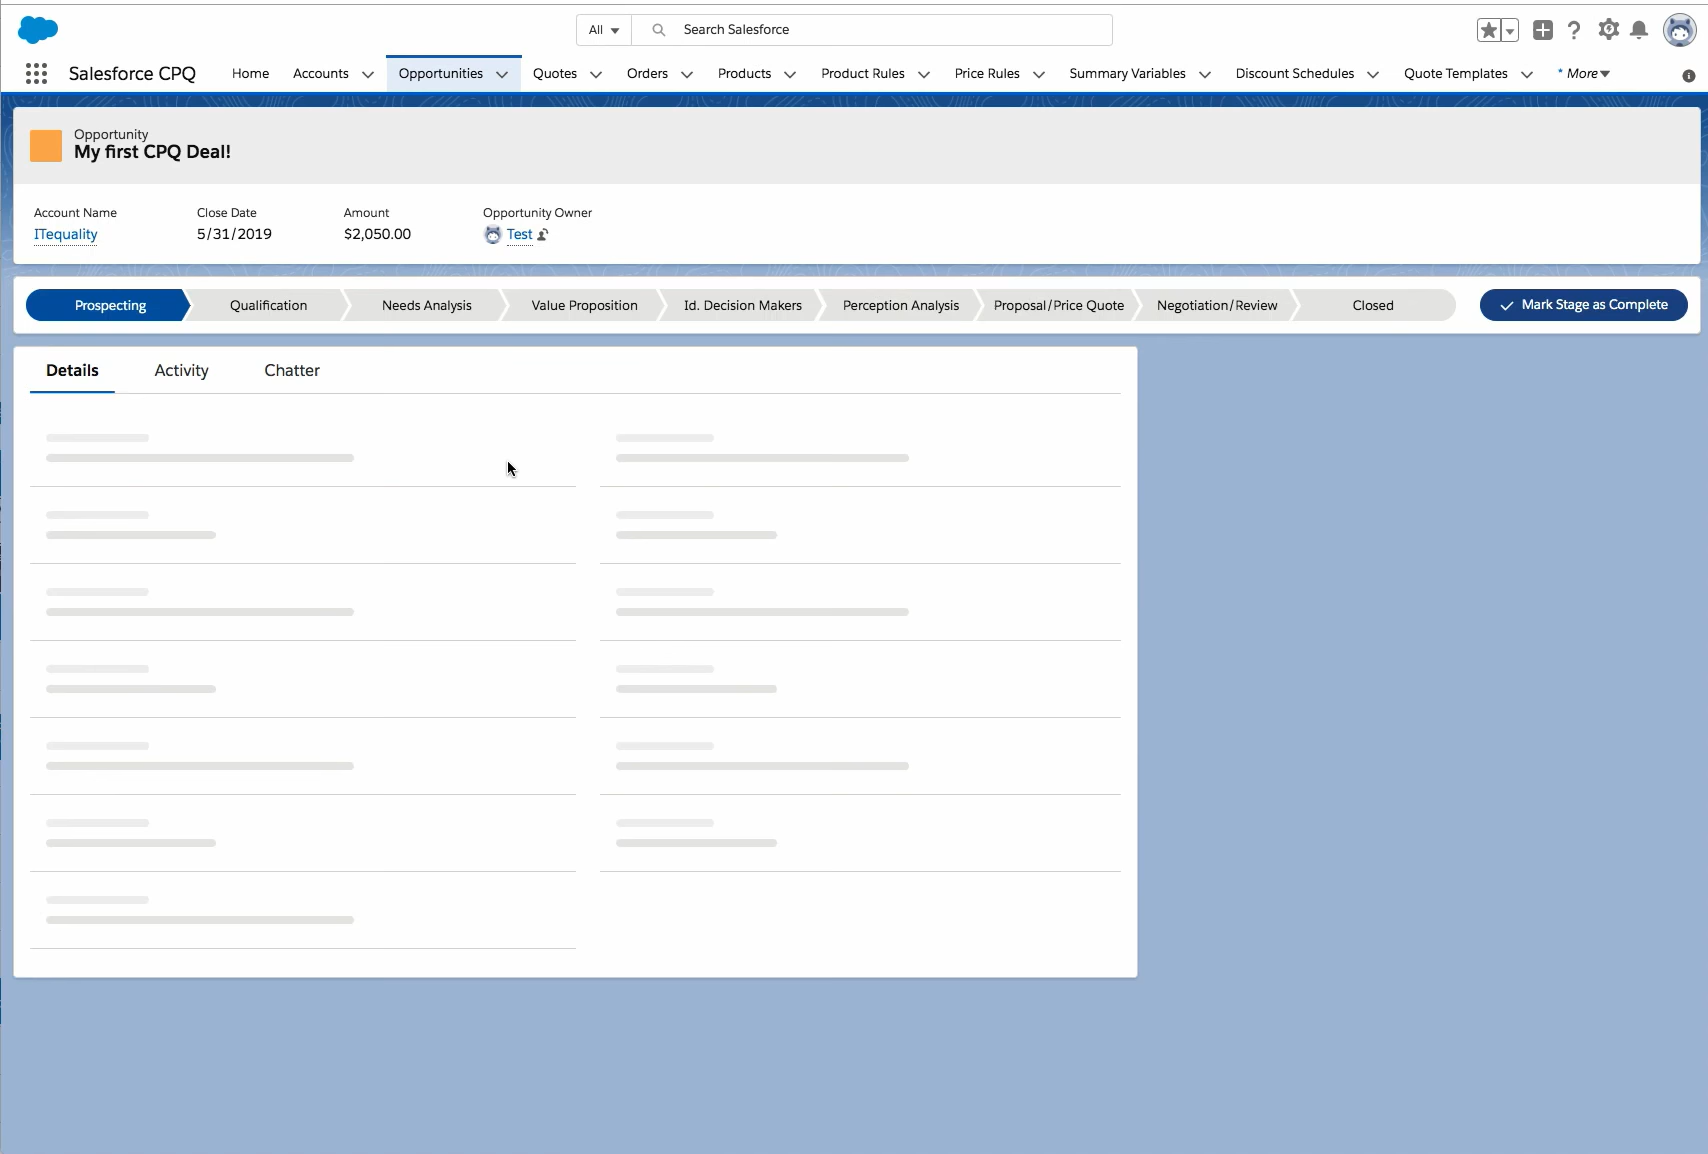 All
Search Salesforce
Salesforce CPQ
Home
Accounts
Opportunities
Quotes
Orders
Products
Product Rules
Price Rules
Summary Variables
Discount Schedules
Quote Templates
* More
Opportunity
My first CPQ Deal!
Account Name
Close Date
Amount
Opportunity Owner
ITequality
5/31/2019
$2,050.00
Test
Prospecting
Qualification
Needs Analysis
Value Proposition
Id. Decision Makers
Perception Analysis
Proposal/Price Quote
Negotiation/Review
Closed
Mark Stage as Complete
Details
Activity
Chatter